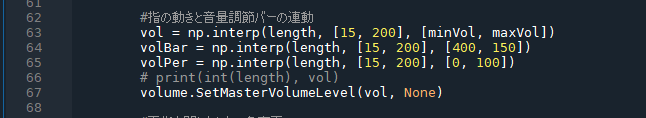 61
62 #指の動きと音量調節バーの連動
63 vol = np.interp(length, [15, 200], [minVol, maxVol])
64 volBar = np.interp(length, [15, 200], [400, 150])
65 volPer = np.interp(length, [15, 200], [0, 100])
66 # print(int(length), vol)
67 volume.SetMasterVolumeLevel(vol, None)
68